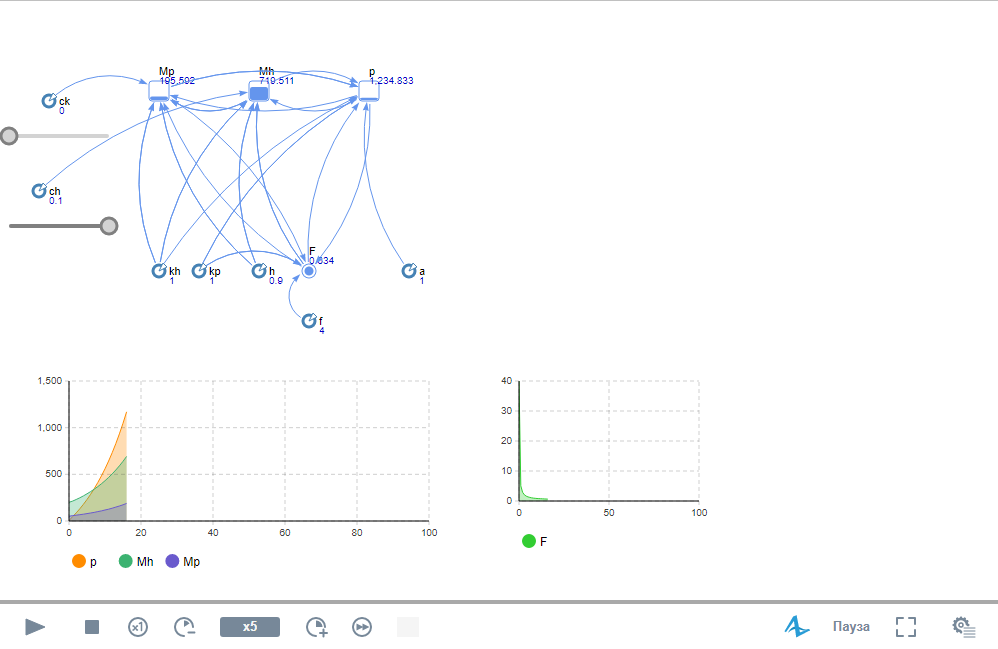 Mp
195.592
Mh
719.511
p
1,234.833
ck
0
ch
0.1
F
0.634
kh
1
kp
1
h
0.9
a
1
f
4
1,500
1,000
500
0
0 20 40 60 80 100
p Mh Mp
40
30
20
10
0
0 50 100
F
x1
x5
Пауза